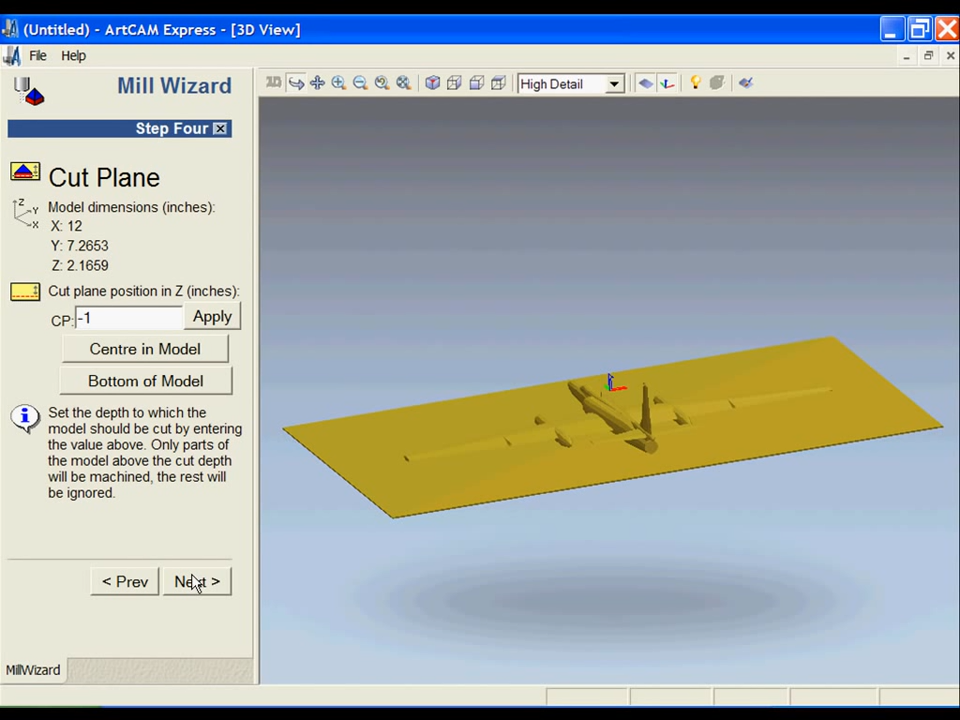 (Untitled) - ArtCAM Express - [3D View]
File Help
Mill Wizard
2D
High Detail
Step Four
Cut Plane
Z
Y
X
Model dimensions (inches):
X: 12
Y: 7.2653
Z: 2.1659
Cut plane position in Z (inches):
CP: -1 Apply
Centre in Model
Bottom of Model
Set the depth to which the
model should be cut by entering
the value above. Only parts
of the model above the cut depth
will be machined, the rest will
be ignored.
< Prev Next >
MillWizard